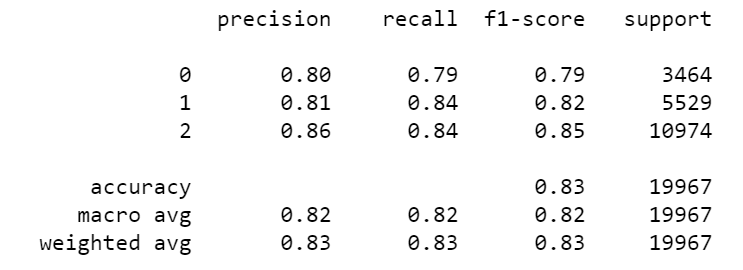 precision recall f1-score support
0 0.80 0.79 0.79 3464
1 0.81 0.84 0.82 5529
2 0.86 0.84 0.85 10974
accuracy 0.83 19967
macro avg 0.82 0.82 0.82 19967
weighted avg 0.83 0.83 0.83 19967